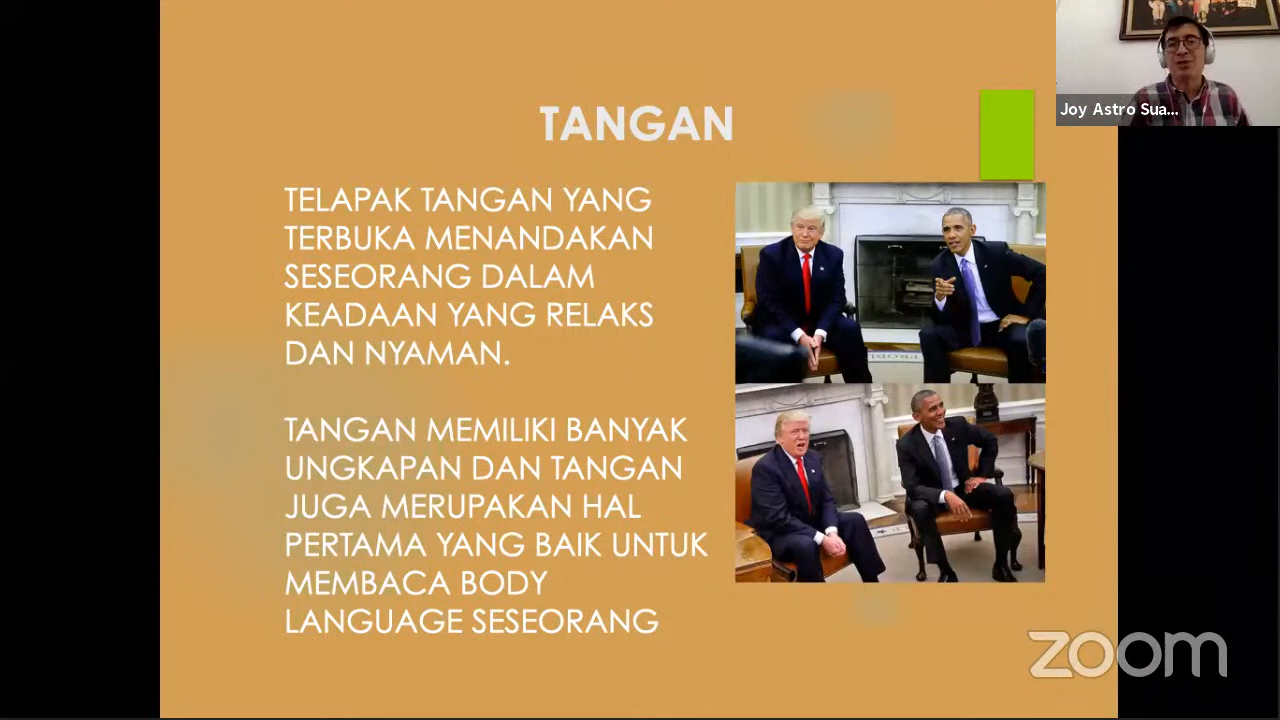 TANGAN
TELAPAK TANGAN YANG
TERBUKA MENANDAKAN
SESEORANG DALAM
KEADAAN YANG RELAKS
DAN NYAMAN.
TANGAN MEMILIKI BANYAK
UNGKAPAN DAN TANGAN
JUGA MERUPAKAN HAL
PERTAMA YANG BAIK UNTUK
MEMBACA BODY
LANGUAGE SESEORANG
Joy Astro Sua...
zoom